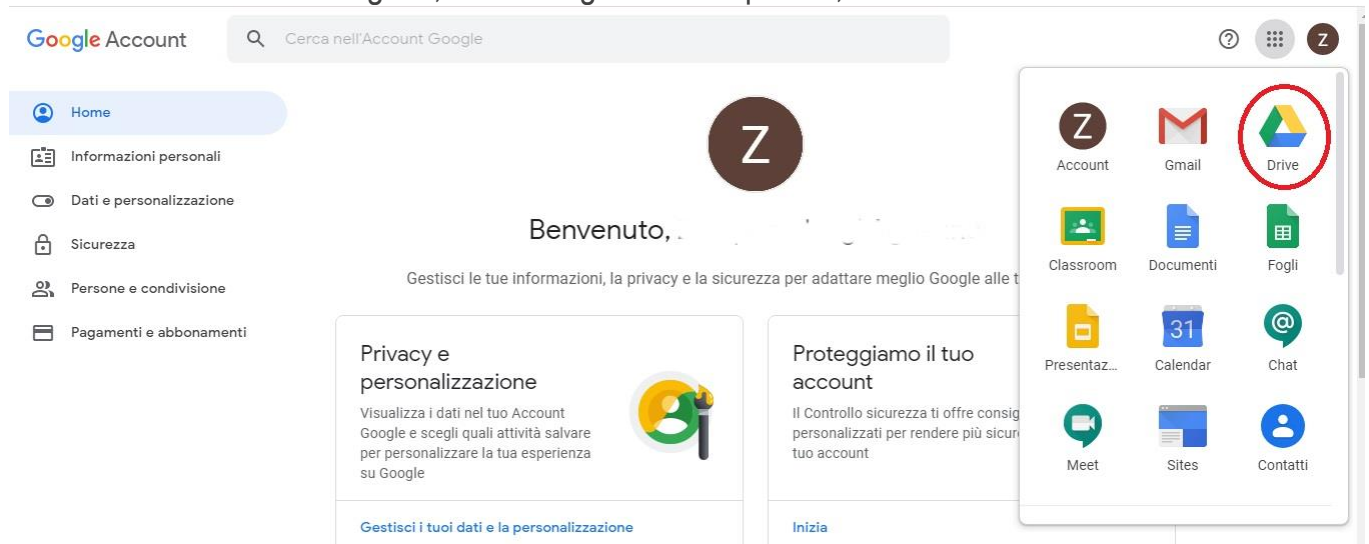 Google Account
Cerca nell'Account Google
Z
Home
Informazioni personali
Dati e personalizzazione
Sicurezza
Persone e condivisione
Pagamenti e abbonamenti
Z
Benvenuto,
Gestisci le tue informazioni, la privacy e la sicurezza per adattare meglio Google alle t
Privacy e
personalizzazione
Visualizza i dati nel tuo Account
Google e scegli quali attività salvare
per personalizzare la tua esperienza
su Google
Gestisci i tuoi dati e la personalizzazione
Proteggiamo il tuo
account
Il Controllo sicurezza ti offre consig
personalizzati per rendere più sicur
tuo account
Inizia
Z
Account
Gmail
Drive
Classroom
Documenti
Fogli
Presentaz...
31
Calendar
@
Chat
Meet
Sites
Contatti